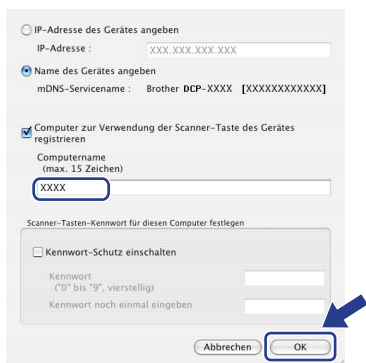 IP-Adresse des Gerätes angeben
IP-Adresse : XXX.XXX.XXX.XXX
Name des Gerätes angeben
mDNS-Servicename : Brother DCP-XXXX [XXXXXXXXXXXX]
Computer zur Verwendung der Scanner-Taste des Gerätes
registrieren
Computername
(max. 15 Zeichen)
XXXX
Scanner-Tasten-Kennwort für diesen Computer festlegen
Kennwort-Schutz einschalten
Kennwort
("0" bis "9", vierstellig)
Kennwort noch einmal eingeben
Abbrechen OK